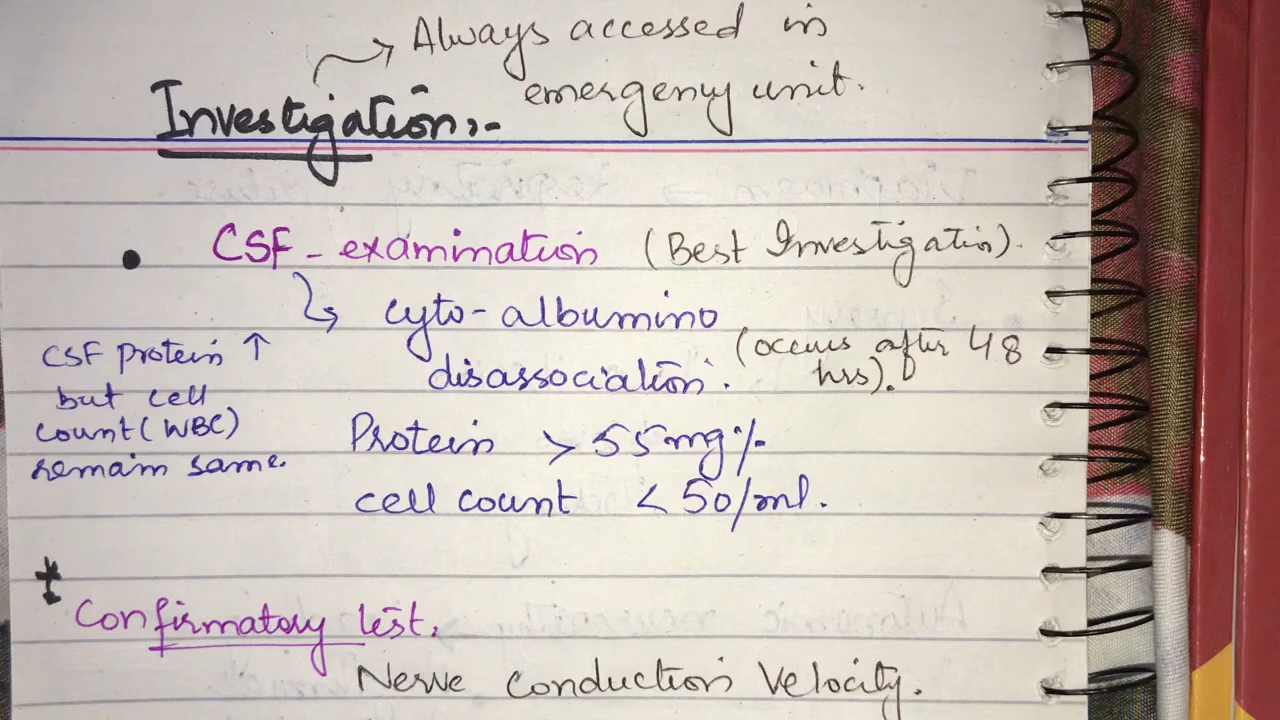 Always accessed in
emergency unit.
Investigation:-
• CSF - examination (Best Investigation).
cyto-albumino
disassociation. (occurs after 48
hrs).
CSF protein ↑
but cell
count (WBC)
remain same.
Protein > 55mg%
cell count < 50/ml.
Confirmatory test.
Nerve conduction Velocity.